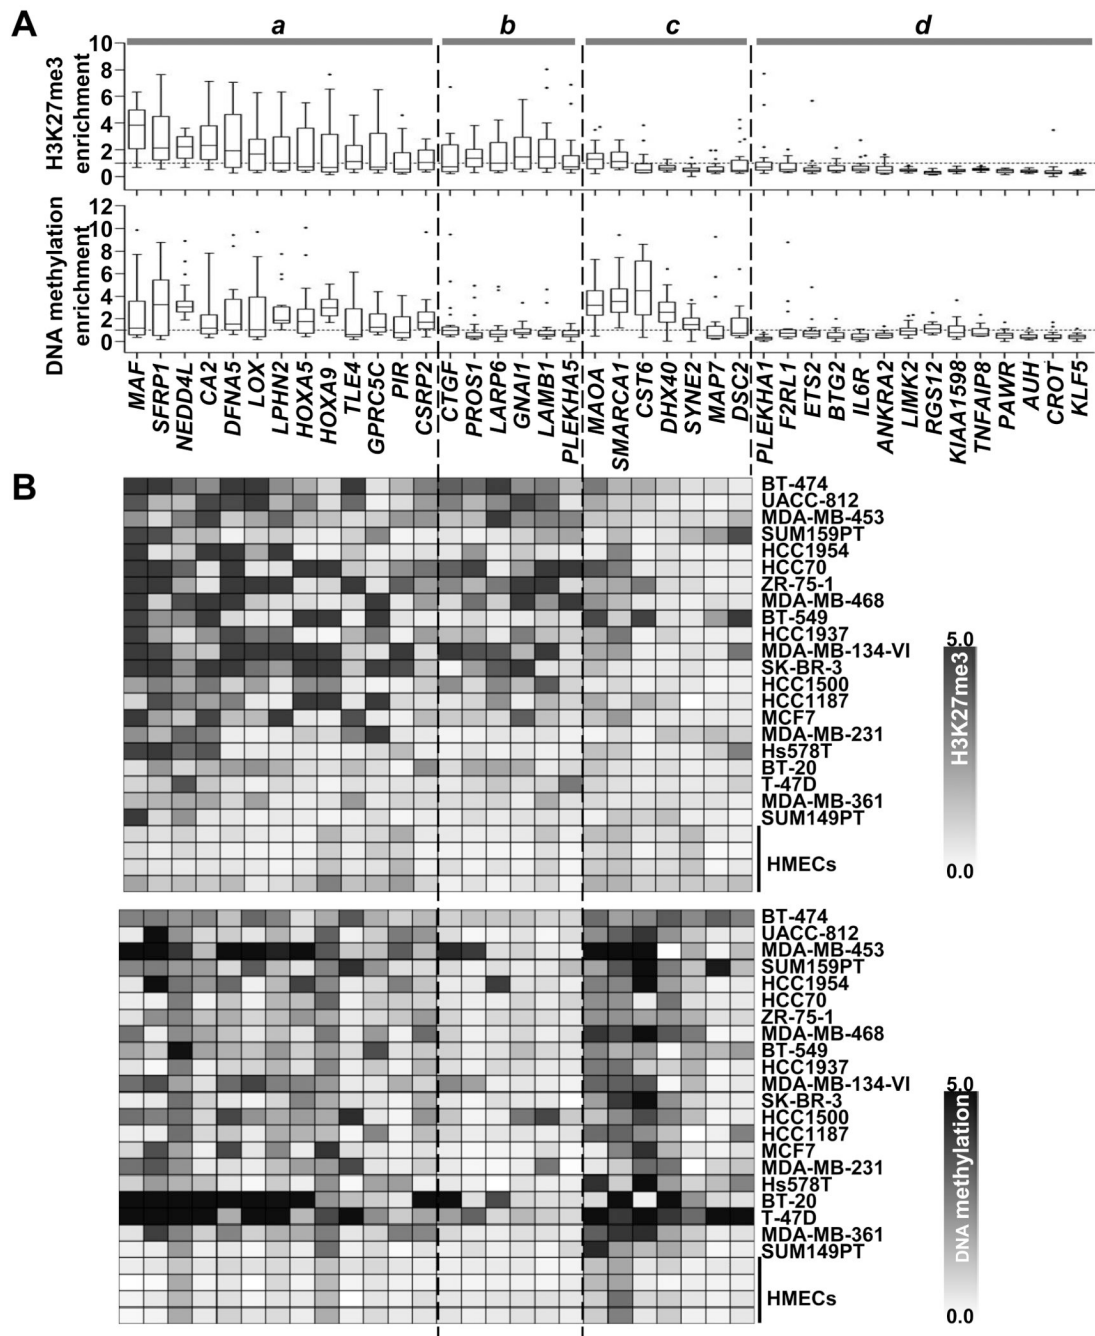 A
a b c d
H3K27me3
enrichment
10
8
6
4
2
0
DNA methylation
enrichment
12
10
8
6
4
2
0
MAF
SFRP1
NEDD4L
CA2
DFNA5
LOX
LPHN2
HOXA5
HOXA9
TLE4
GPRC5C
PIR
CSRP2
CTGF
PROS1
LARP6
GNAI1
LAMB1
PLEKHA5
MAOA
SMARCA1
CST6
DHX40
SYNE2
MAP7
DSC2
PLEKHA1
F2RL1
ETS2
BTG2
IL6R
ANKRA2
LIMK2
RGS12
KIAA1598
TNFAIP8
PAWR
AUH
CROT
KLF5
B
BT-474
UACC-812
MDA-MB-453
SUM159PT
HCC1954
HCC70
ZR-75-1
MDA-MB-468
BT-549
HCC1937
MDA-MB-134-VI
SK-BR-3
HCC1500
HCC1187
MCF7
MDA-MB-231
Hs578T
BT-20
T-47D
MDA-MB-361
SUM149PT
HMECs
5.0
H3K27me3
0.0
BT-474
UACC-812
MDA-MB-453
SUM159PT
HCC1954
HCC70
ZR-75-1
MDA-MB-468
BT-549
HCC1937
MDA-MB-134-VI
SK-BR-3
HCC1500
HCC1187
MCF7
MDA-MB-231
Hs578T
BT-20
T-47D
MDA-MB-361
SUM149PT
HMECs
5.0
DNA methylation
0.0